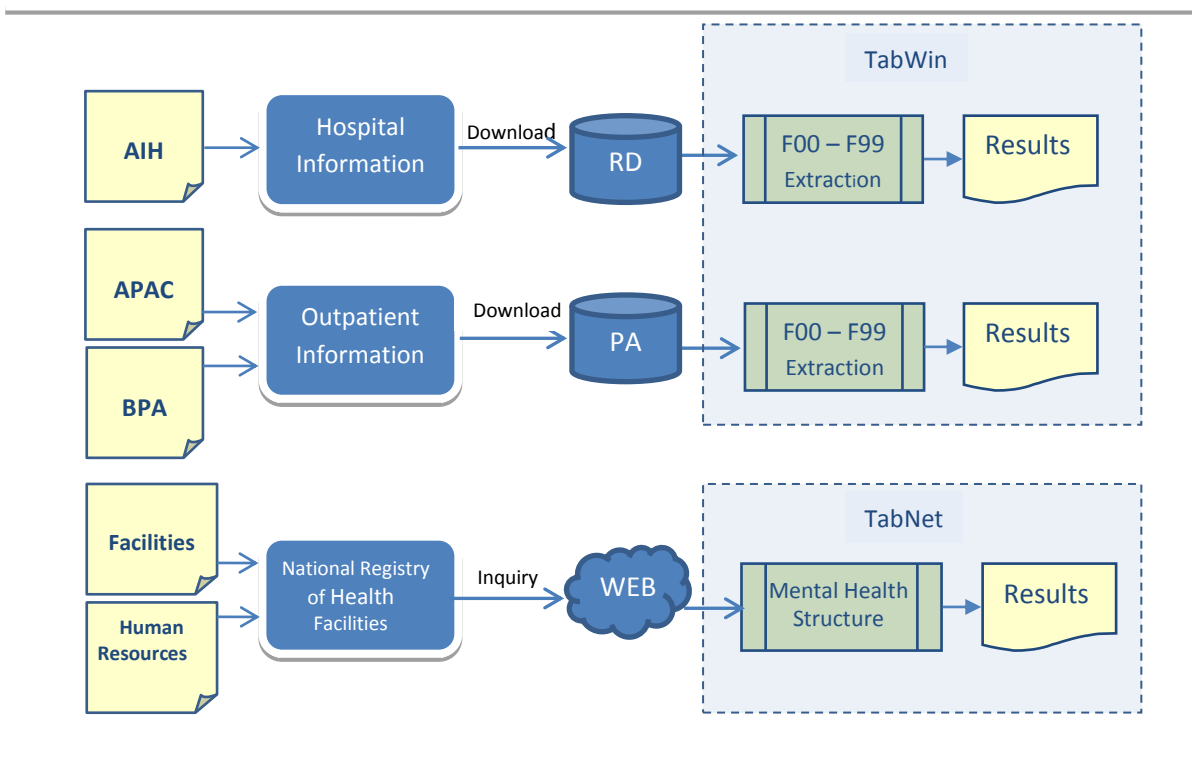 TabWin
AIH
Hospital
Information
Download
RD
F00 – F99
Extraction
Results
APAC
BPA
Outpatient
Information
Download
PA
F00 – F99
Extraction
Results
TabNet
Facilities
Human
Resources
National Registry
of Health
Facilities
Inquiry
WEB
Mental Health
Structure
Results